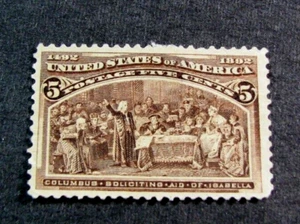 1492 1892
UNITED STATES OF AMERICA
POSTAGE FIVE CENTS
5 5
COLUMBUS · SOLICITING · AID · OF · ISABELLA